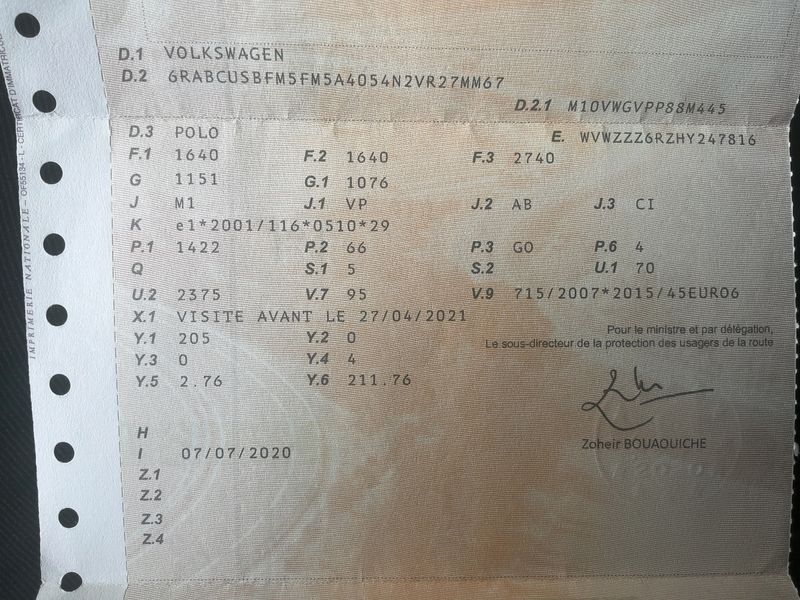 D.1 VOLKSWAGEN
D.2 6RABCUSBFM5FM5A4054N2VR27MM67
D.2.1 M10VWGVPP88M445
D.3 POLO E. WVWZZZ6RZHY247816
F.1 1640 F.2 1640 F.3 2740
G 1151 G.1 1076
J M1 J.1 VP J.2 AB J.3 CI
K e1*2001/116*0510*29
P.1 1422 P.2 66 P.3 GO P.6 4
Q S.1 5 S.2 U.1 70
U.2 2375 V.7 95 V.9 715/2007*2015/45EURO6
X.1 VISITE AVANT LE 27/04/2021
Y.1 205 Y.2 0
Y.3 0 Y.4 4
Y.5 2.76 Y.6 211.76
Pour le ministre et par délégation,
Le sous-directeur de la protection des usagers de la route
Zoheir BOUAOUICHE
H
I 07/07/2020
Z.1
Z.2
Z.3
Z.4
IMPRIMERIE NATIONALE – OF55134 - L - CERTIFICAT D'IMMATRIC